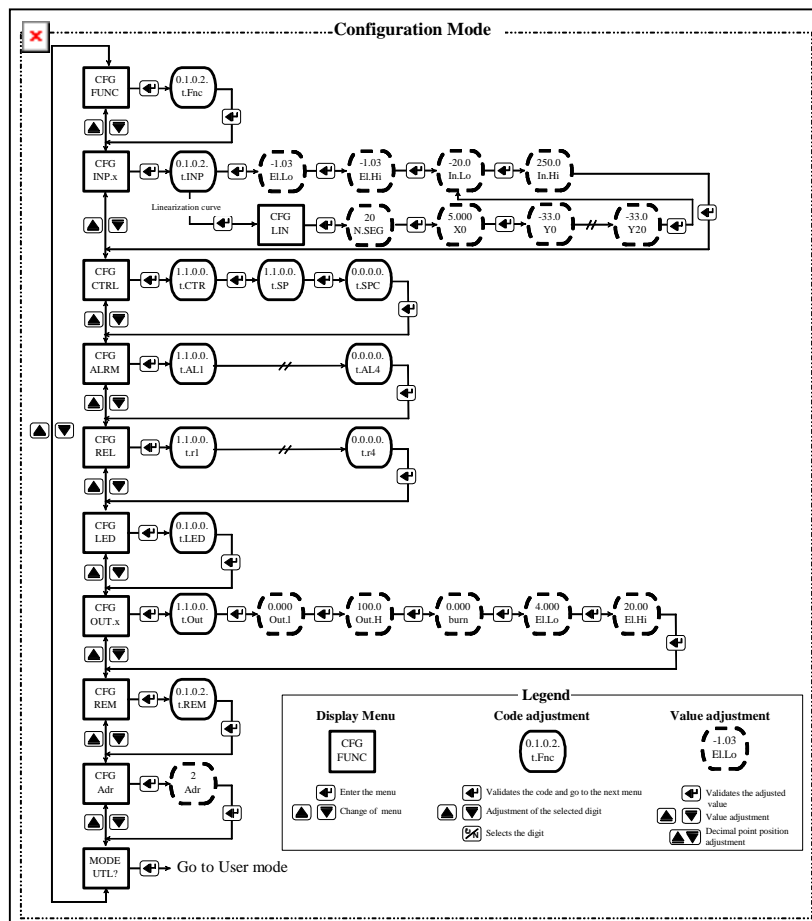 Configuration Mode
CFG
FUNC
0.1.0.2.
t.Fnc
CFG
INP.x
0.1.0.2.
t.INP
-1.03
El.Lo
-1.03
El.Hi
-20.0
In.Lo
250.0
In.Hi
Linearization curve
CFG
LIN
20
N.SEG
5.000
X0
-33.0
Y0
-33.0
Y20
CFG
CTRL
1.1.0.0.
t.CTR
1.1.0.0.
t.SP
0.0.0.0.
t.SPC
CFG
ALRM
1.1.0.0.
t.AL1
0.0.0.0.
t.AL4
CFG
REL
1.1.0.0.
t.r1
0.0.0.0.
t.r4
CFG
LED
0.1.0.0.
t.LED
CFG
OUT.x
1.1.0.0.
t.Out
0.000
Out.l
100.0
Out.H
0.000
burn
4.000
El.Lo
20.00
El.Hi
CFG
REM
0.1.0.2.
t.REM
CFG
Adr
2
Adr
MODE
UTL?
Go to User mode
Legend
Display Menu
CFG
FUNC
Enter the menu
Change of menu
Code adjustment
0.1.0.2.
t.Fnc
Validates the code and go to the next menu
Adjustment of the selected digit
Selects the digit
Value adjustment
-1.03
El.Lo
Validates the adjusted
value
Value adjustment
Decimal point position
adjustment